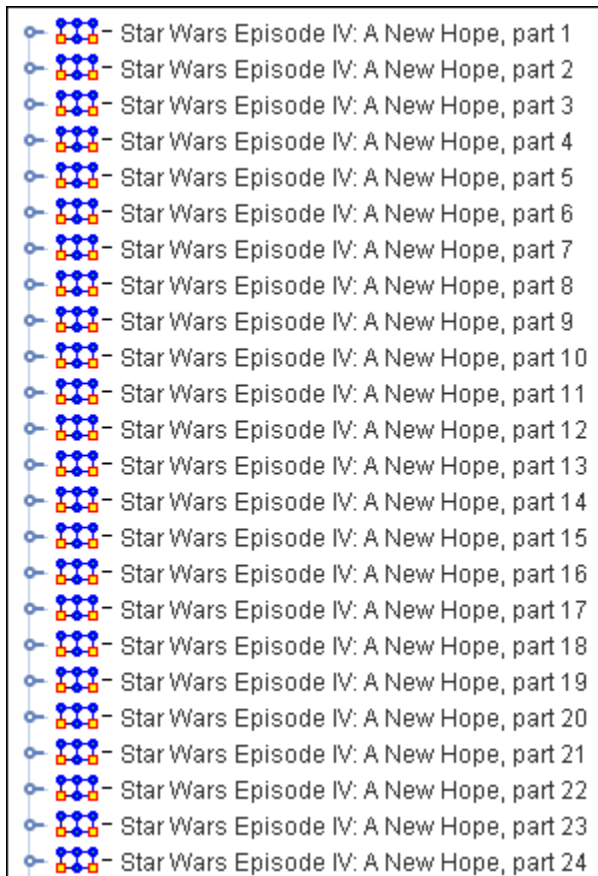 - Star Wars Episode IV: A New Hope, part 1
- Star Wars Episode IV: A New Hope, part 2
- Star Wars Episode IV: A New Hope, part 3
- Star Wars Episode IV: A New Hope, part 4
- Star Wars Episode IV: A New Hope, part 5
- Star Wars Episode IV: A New Hope, part 6
- Star Wars Episode IV: A New Hope, part 7
- Star Wars Episode IV: A New Hope, part 8
- Star Wars Episode IV: A New Hope, part 9
- Star Wars Episode IV: A New Hope, part 10
- Star Wars Episode IV: A New Hope, part 11
- Star Wars Episode IV: A New Hope, part 12
- Star Wars Episode IV: A New Hope, part 13
- Star Wars Episode IV: A New Hope, part 14
- Star Wars Episode IV: A New Hope, part 15
- Star Wars Episode IV: A New Hope, part 16
- Star Wars Episode IV: A New Hope, part 17
- Star Wars Episode IV: A New Hope, part 18
- Star Wars Episode IV: A New Hope, part 19
- Star Wars Episode IV: A New Hope, part 20
- Star Wars Episode IV: A New Hope, part 21
- Star Wars Episode IV: A New Hope, part 22
- Star Wars Episode IV: A New Hope, part 23
- Star Wars Episode IV: A New Hope, part 24